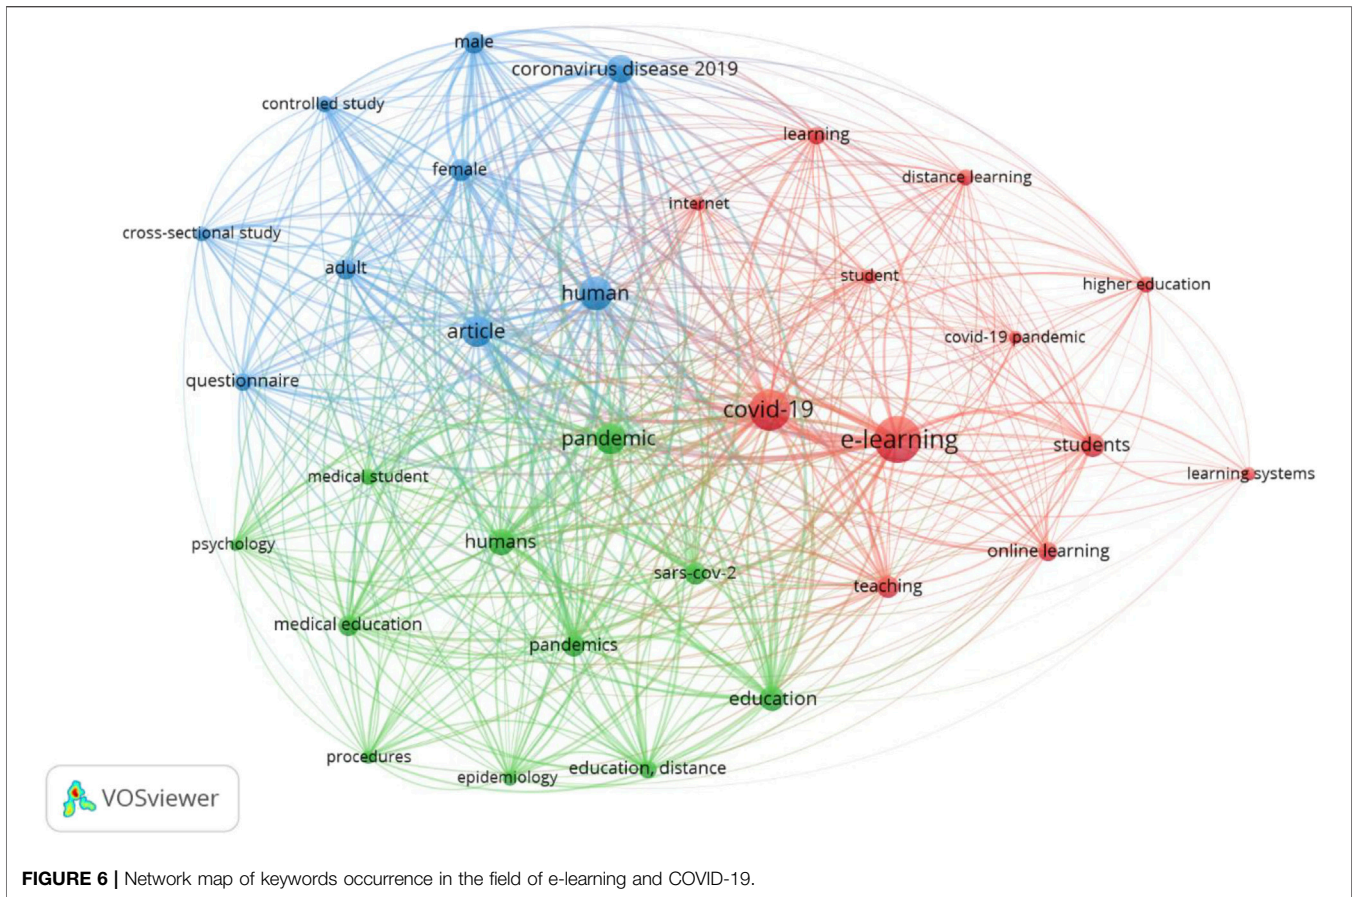 male
coronavirus disease 2019
controlled study
learning
female
distance learning
internet
cross-sectional study
adult
student
higher education
human
article
covid-19 pandemic
questionnaire
covid-19
pandemic
e-learning
students
medical student
learning systems
psychology
humans
online learning
sars-cov-2
teaching
medical education
pandemics
education
procedures
epidemiology
education, distance
VOSviewer
FIGURE 6 | Network map of keywords occurrence in the field of e-learning and COVID-19.